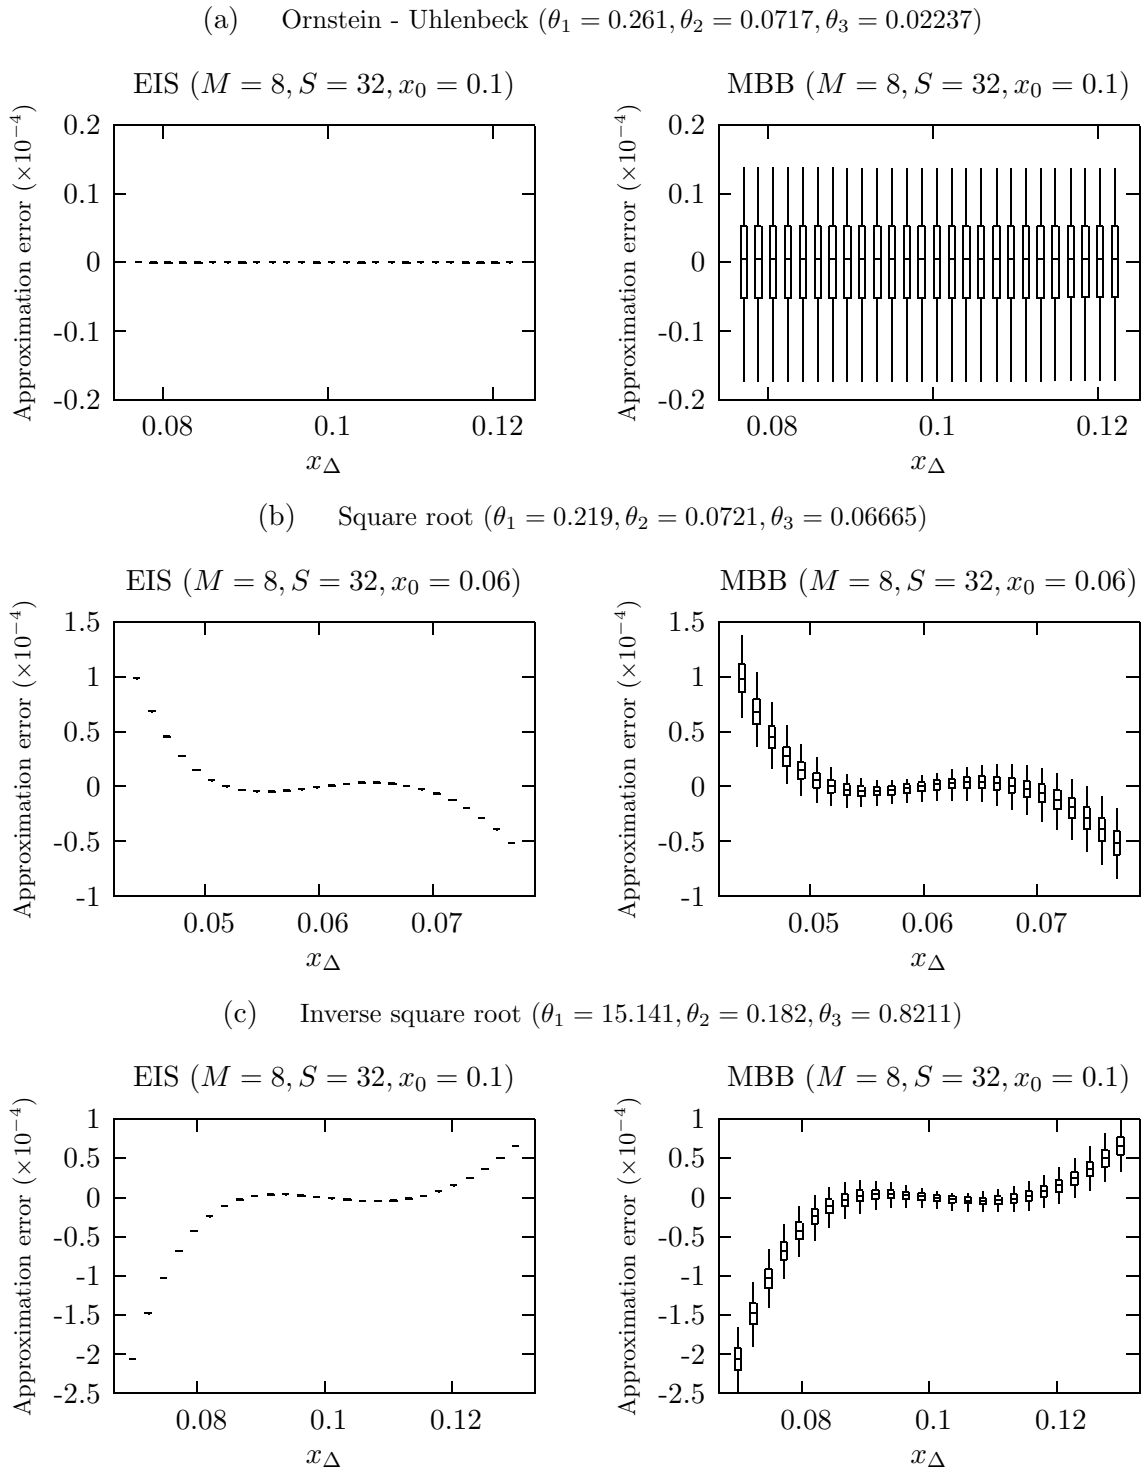 (a) Ornstein - Uhlenbeck (θ₁ = 0.261, θ₂ = 0.0717, θ₃ = 0.02237)
EIS (M = 8, S = 32, x₀ = 0.1)
Approximation error (×10⁻⁴)
0.2
0.1
0
-0.1
-0.2
0.08 0.1 0.12
x_Δ
MBB (M = 8, S = 32, x₀ = 0.1)
Approximation error (×10⁻⁴)
0.2
0.1
0
-0.1
-0.2
0.08 0.1 0.12
x_Δ
(b) Square root (θ₁ = 0.219, θ₂ = 0.0721, θ₃ = 0.06665)
EIS (M = 8, S = 32, x₀ = 0.06)
Approximation error (×10⁻⁴)
1.5
1
0.5
0
-0.5
-1
0.05 0.06 0.07
x_Δ
MBB (M = 8, S = 32, x₀ = 0.06)
Approximation error (×10⁻⁴)
1.5
1
0.5
0
-0.5
-1
0.05 0.06 0.07
x_Δ
(c) Inverse square root (θ₁ = 15.141, θ₂ = 0.182, θ₃ = 0.8211)
EIS (M = 8, S = 32, x₀ = 0.1)
Approximation error (×10⁻⁴)
1
0.5
0
-0.5
-1
-1.5
-2
-2.5
0.08 0.1 0.12
x_Δ
MBB (M = 8, S = 32, x₀ = 0.1)
Approximation error (×10⁻⁴)
1
0.5
0
-0.5
-1
-1.5
-2
-2.5
0.08 0.1 0.12
x_Δ